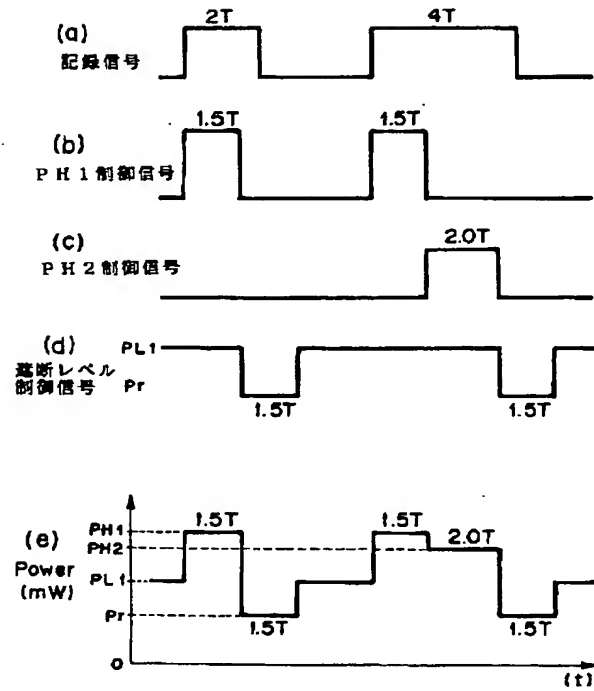 (a)
記録信号
2T 4T
(b)
PH1制御信号
1.5T 1.5T
(c)
PH2制御信号
2.0T
(d)
遮断レベル
制御信号
PL1
Pr
1.5T 1.5T
(e)
Power
(mW)
PH1
PH2
PL1
Pr
0
1.5T 1.5T 2.0T
1.5T 1.5T
(t)